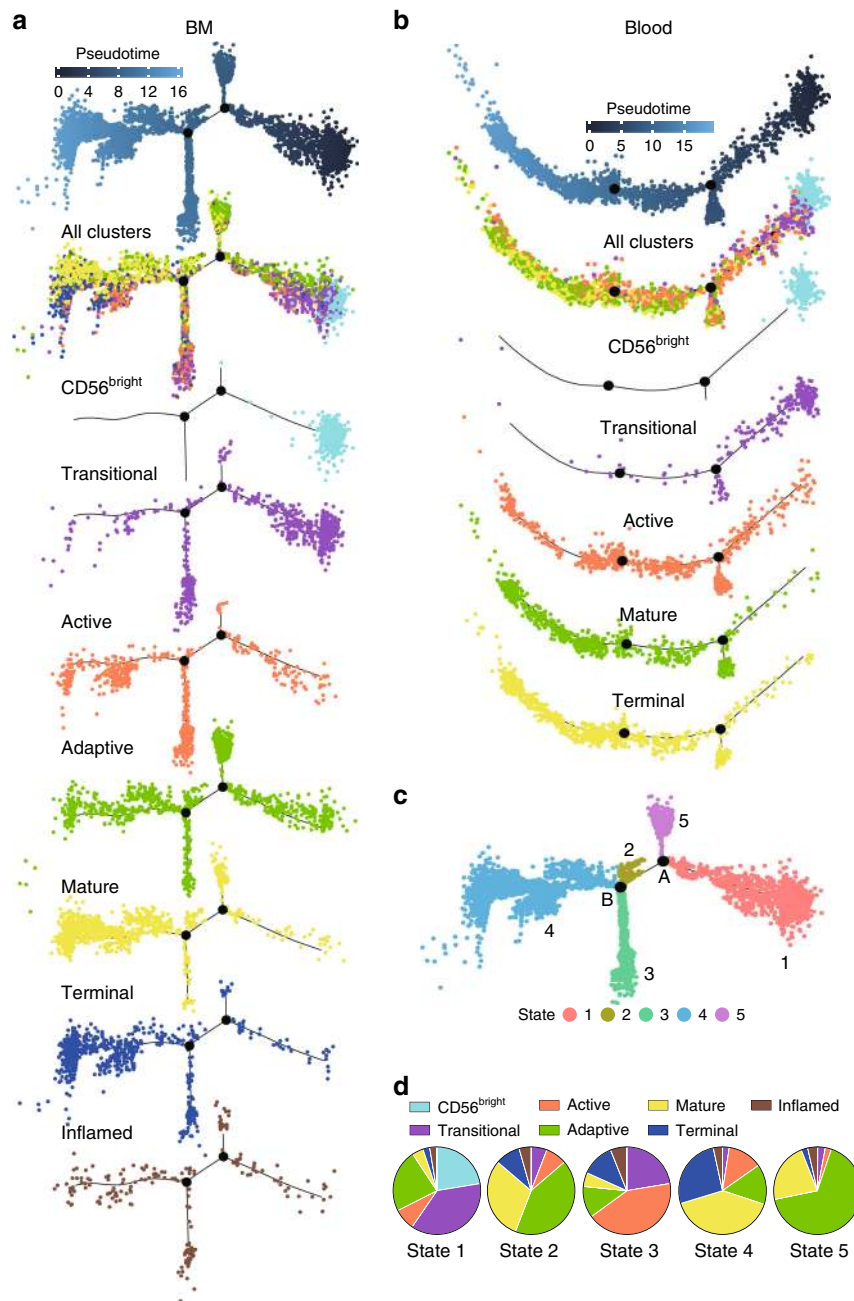 a
BM
Pseudotime
0 4 8 12 16
All clusters
CD56bright
Transitional
Active
Adaptive
Mature
Terminal
Inflamed
b
Blood
Pseudotime
0 5 10 15
All clusters
CD56bright
Transitional
Active
Mature
Terminal
c
5
2
A
B
4
3
1
State 1 2 3 4 5
d
CD56bright Active Mature Inflamed
Transitional Adaptive Terminal
State 1 State 2 State 3 State 4 State 5